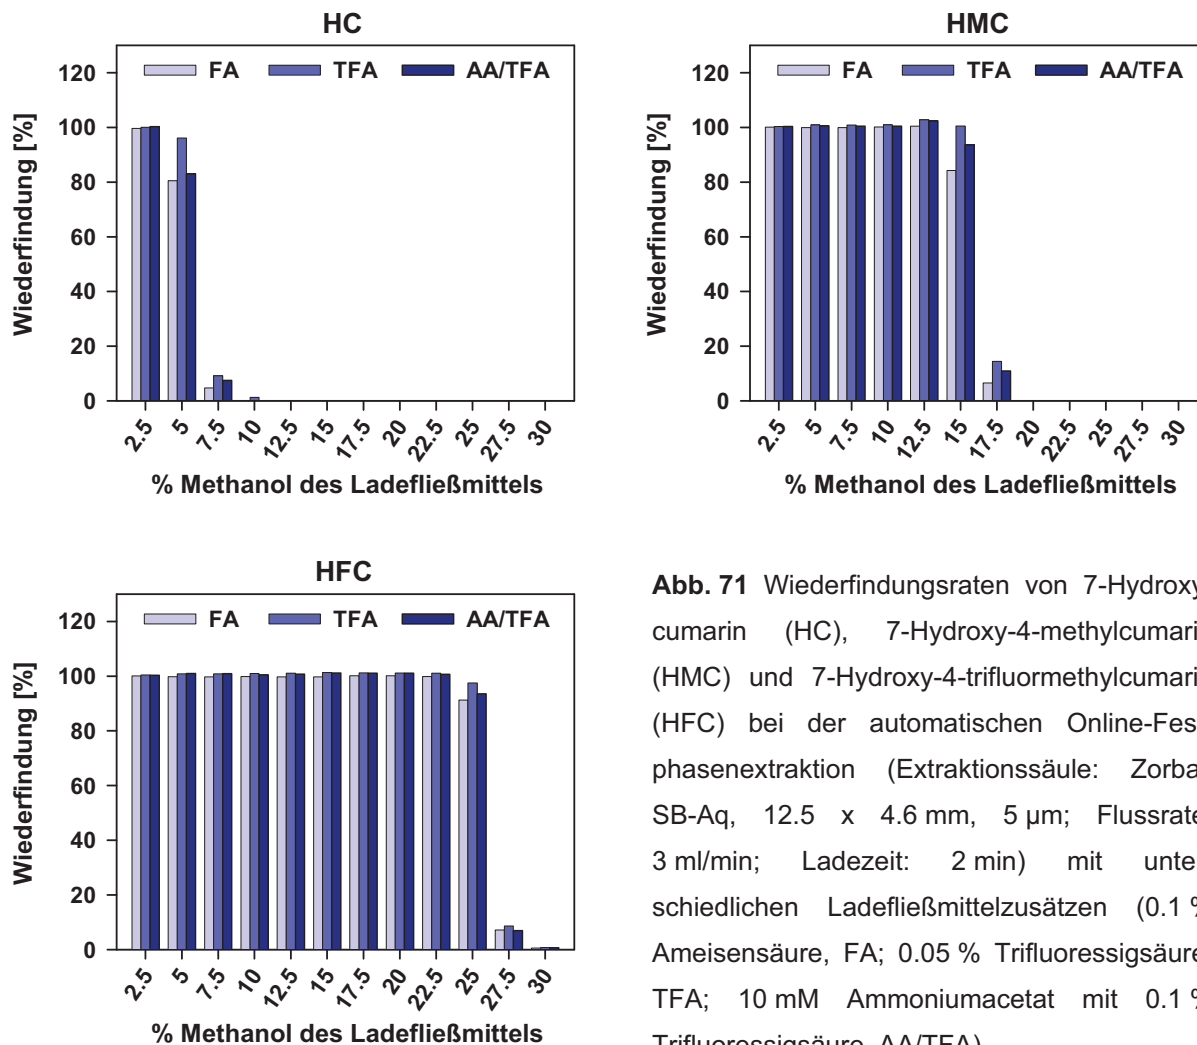 HC
FA TFA AA/TFA
Wiederfindung [%]
120
100
80
60
40
20
0
2.5 5 7.5 10 12.5 15 17.5 20 22.5 25 27.5 30
% Methanol des Ladefließmittels
HMC
FA TFA AA/TFA
Wiederfindung [%]
120
100
80
60
40
20
0
2.5 5 7.5 10 12.5 15 17.5 20 22.5 25 27.5 30
% Methanol des Ladefließmittels
HFC
FA TFA AA/TFA
Wiederfindung [%]
120
100
80
60
40
20
0
2.5 5 7.5 10 12.5 15 17.5 20 22.5 25 27.5 30
% Methanol des Ladefließmittels
Abb. 71 Wiederfindungsraten von 7-Hydroxy
cumarin (HC), 7-Hydroxy-4-methylcumari
(HMC) und 7-Hydroxy-4-trifluormethylcumari
(HFC) bei der automatischen Online-Fes
phasenextraktion (Extraktionssäule: Zorba
SB-Aq, 12.5 x 4.6 mm, 5 µm; Flussrate
3 ml/min; Ladezeit: 2 min) mit unte
schiedlichen Ladefließmittelzusätzen (0.1 %
Ameisensäure, FA; 0.05 % Trifluoressigsäure
TFA; 10 mM Ammoniumacetat mit 0.1 %
Trifluoressigsäure, AA/TFA)